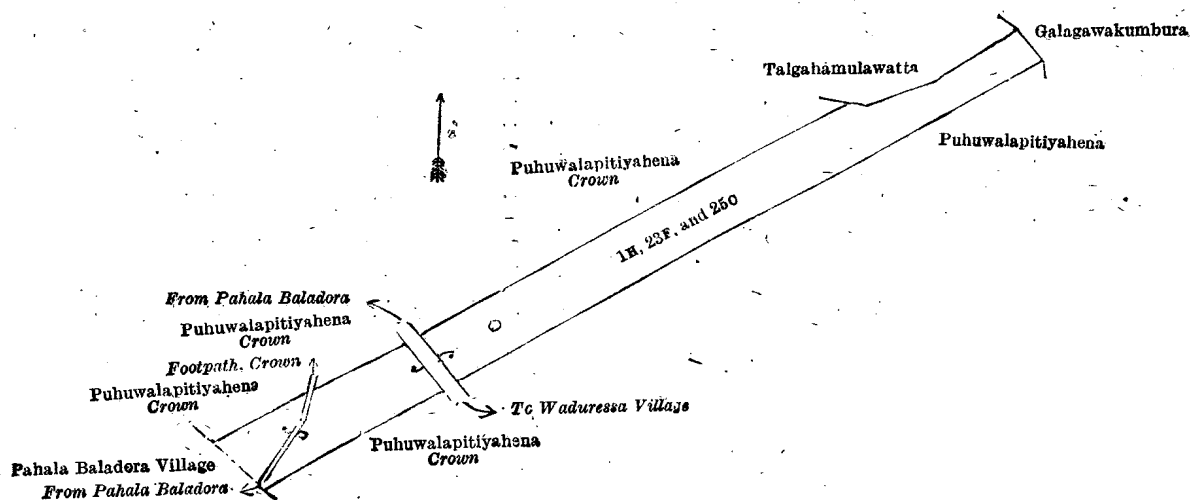 Galagawakumbura
Talgahamulawatta
Puhuwalapitiyahena
Puhuwalapitiyahena
Crown
1H, 23F, and 250
From Pahala Baladora
Puhuwalapitiyahena
Crown
Footpath, Crown
Puhuwalapitiyahena
Crown
To Waduressa Village
Puhuwalapitiyahena
Crown
Pahala Baladora Village
From Pahala Baladora